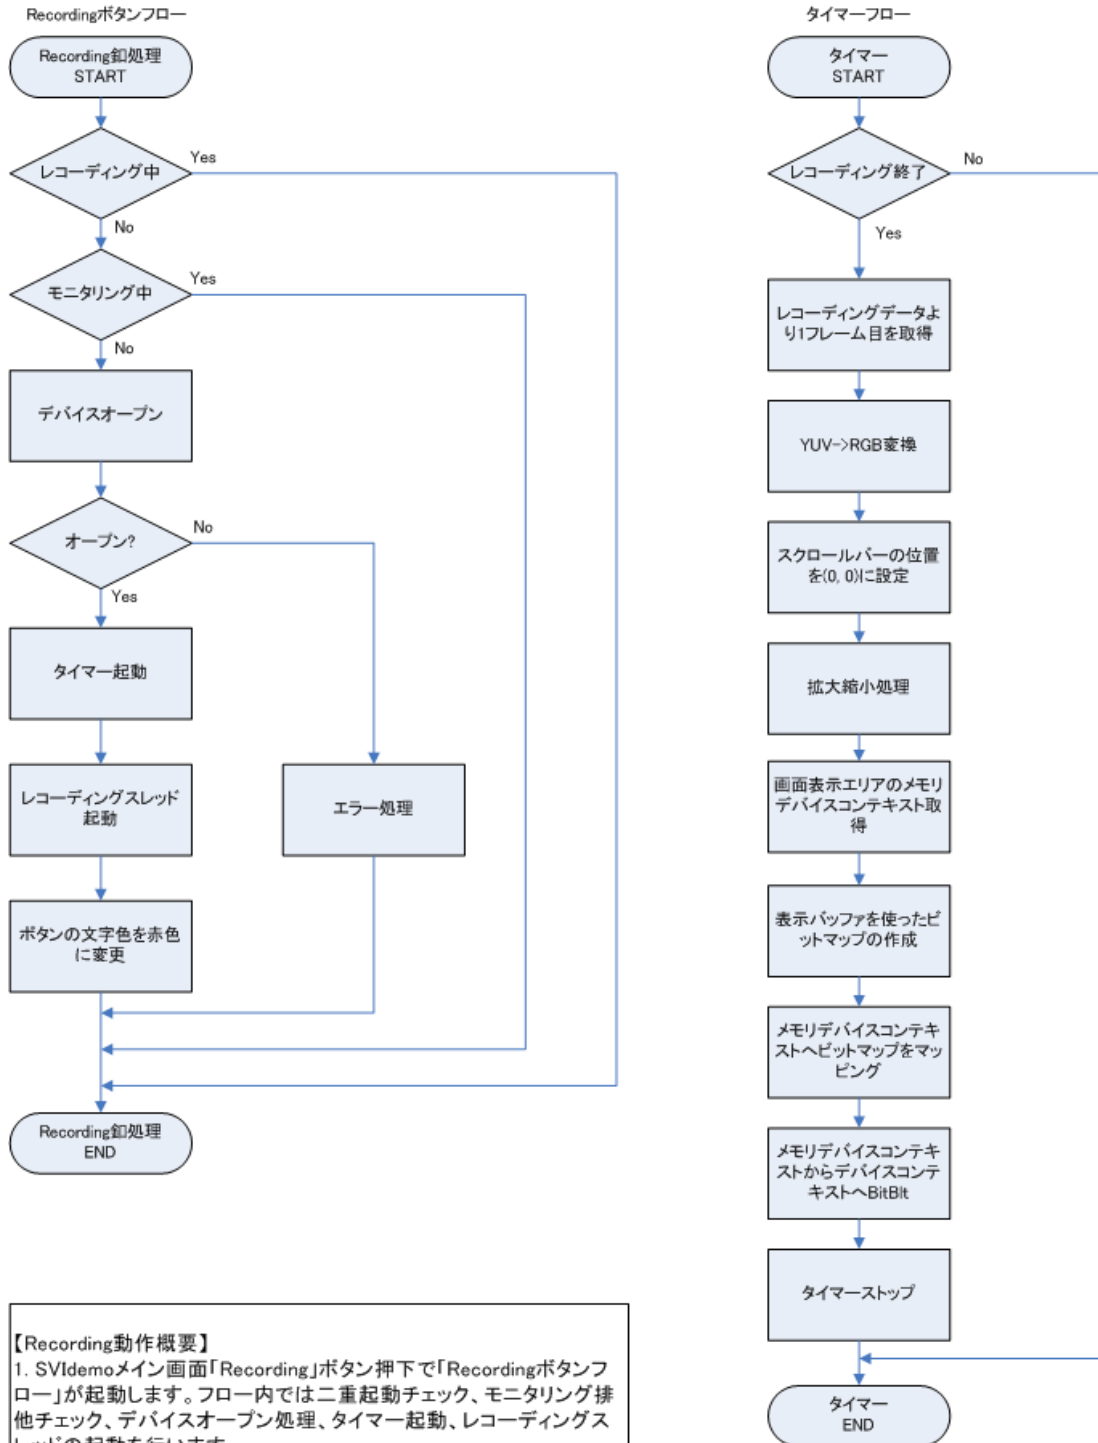 Recordingボタンフロー
Recording釦処理
START
レコーディング中
Yes
No
モニタリング中
Yes
No
デバイスオープン
オープン?
No
Yes
タイマー起動
レコーディングスレッド
起動
エラー処理
ボタンの文字色を赤色
に変更
Recording釦処理
END
【Recording動作概要】
1. SVIdemoメイン画面「Recording」ボタン押下で「Recordingボタンフ
ロー」が起動します。フロー内では二重起動チェック、モニタリング排
他チェック、デバイスオープン処理、タイマー起動、レコーディングス
レッドの起動を行います
タイマーフロー
タイマー
START
レコーディング終了
No
Yes
レコーディングデータよ
り1フレーム目を取得
YUV->RGB変換
スクロールバーの位置
を(0, 0)に設定
拡大縮小処理
画面表示エリアのメモリ
デバイスコンテキスト取
得
表示バッファを使ったビ
ットマップの作成
メモリデバイスコンテキ
ストへビットマップをマッ
ピング
メモリデバイスコンテキ
ストからデバイスコンテ
キストへBitBlt
タイマーストップ
タイマー
END